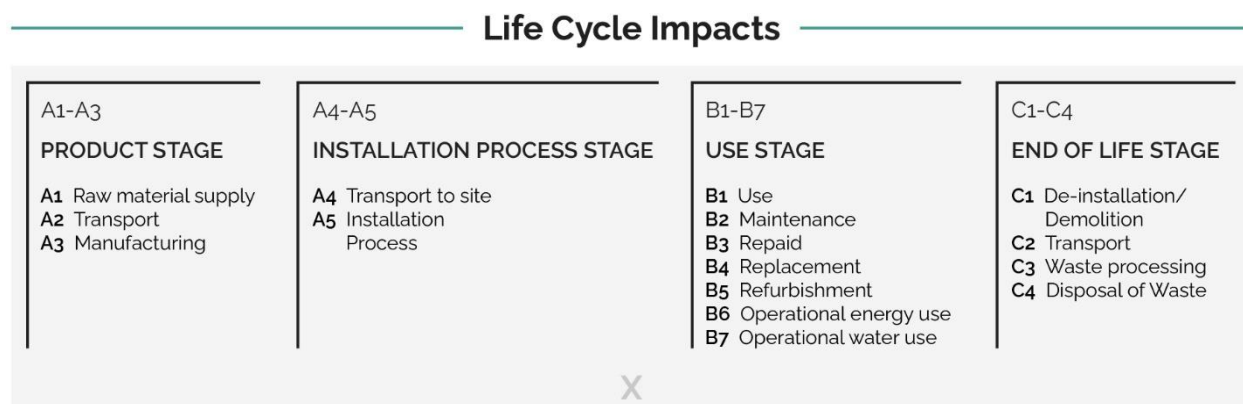 Life Cycle Impacts
A1-A3
PRODUCT STAGE
A1 Raw material supply
A2 Transport
A3 Manufacturing
A4-A5
INSTALLATION PROCESS STAGE
A4 Transport to site
A5 Installation
Process
B1-B7
USE STAGE
B1 Use
B2 Maintenance
B3 Repaid
B4 Replacement
B5 Refurbishment
B6 Operational energy use
B7 Operational water use
C1-C4
END OF LIFE STAGE
C1 De-installation/
Demolition
C2 Transport
C3 Waste processing
C4 Disposal of Waste
X